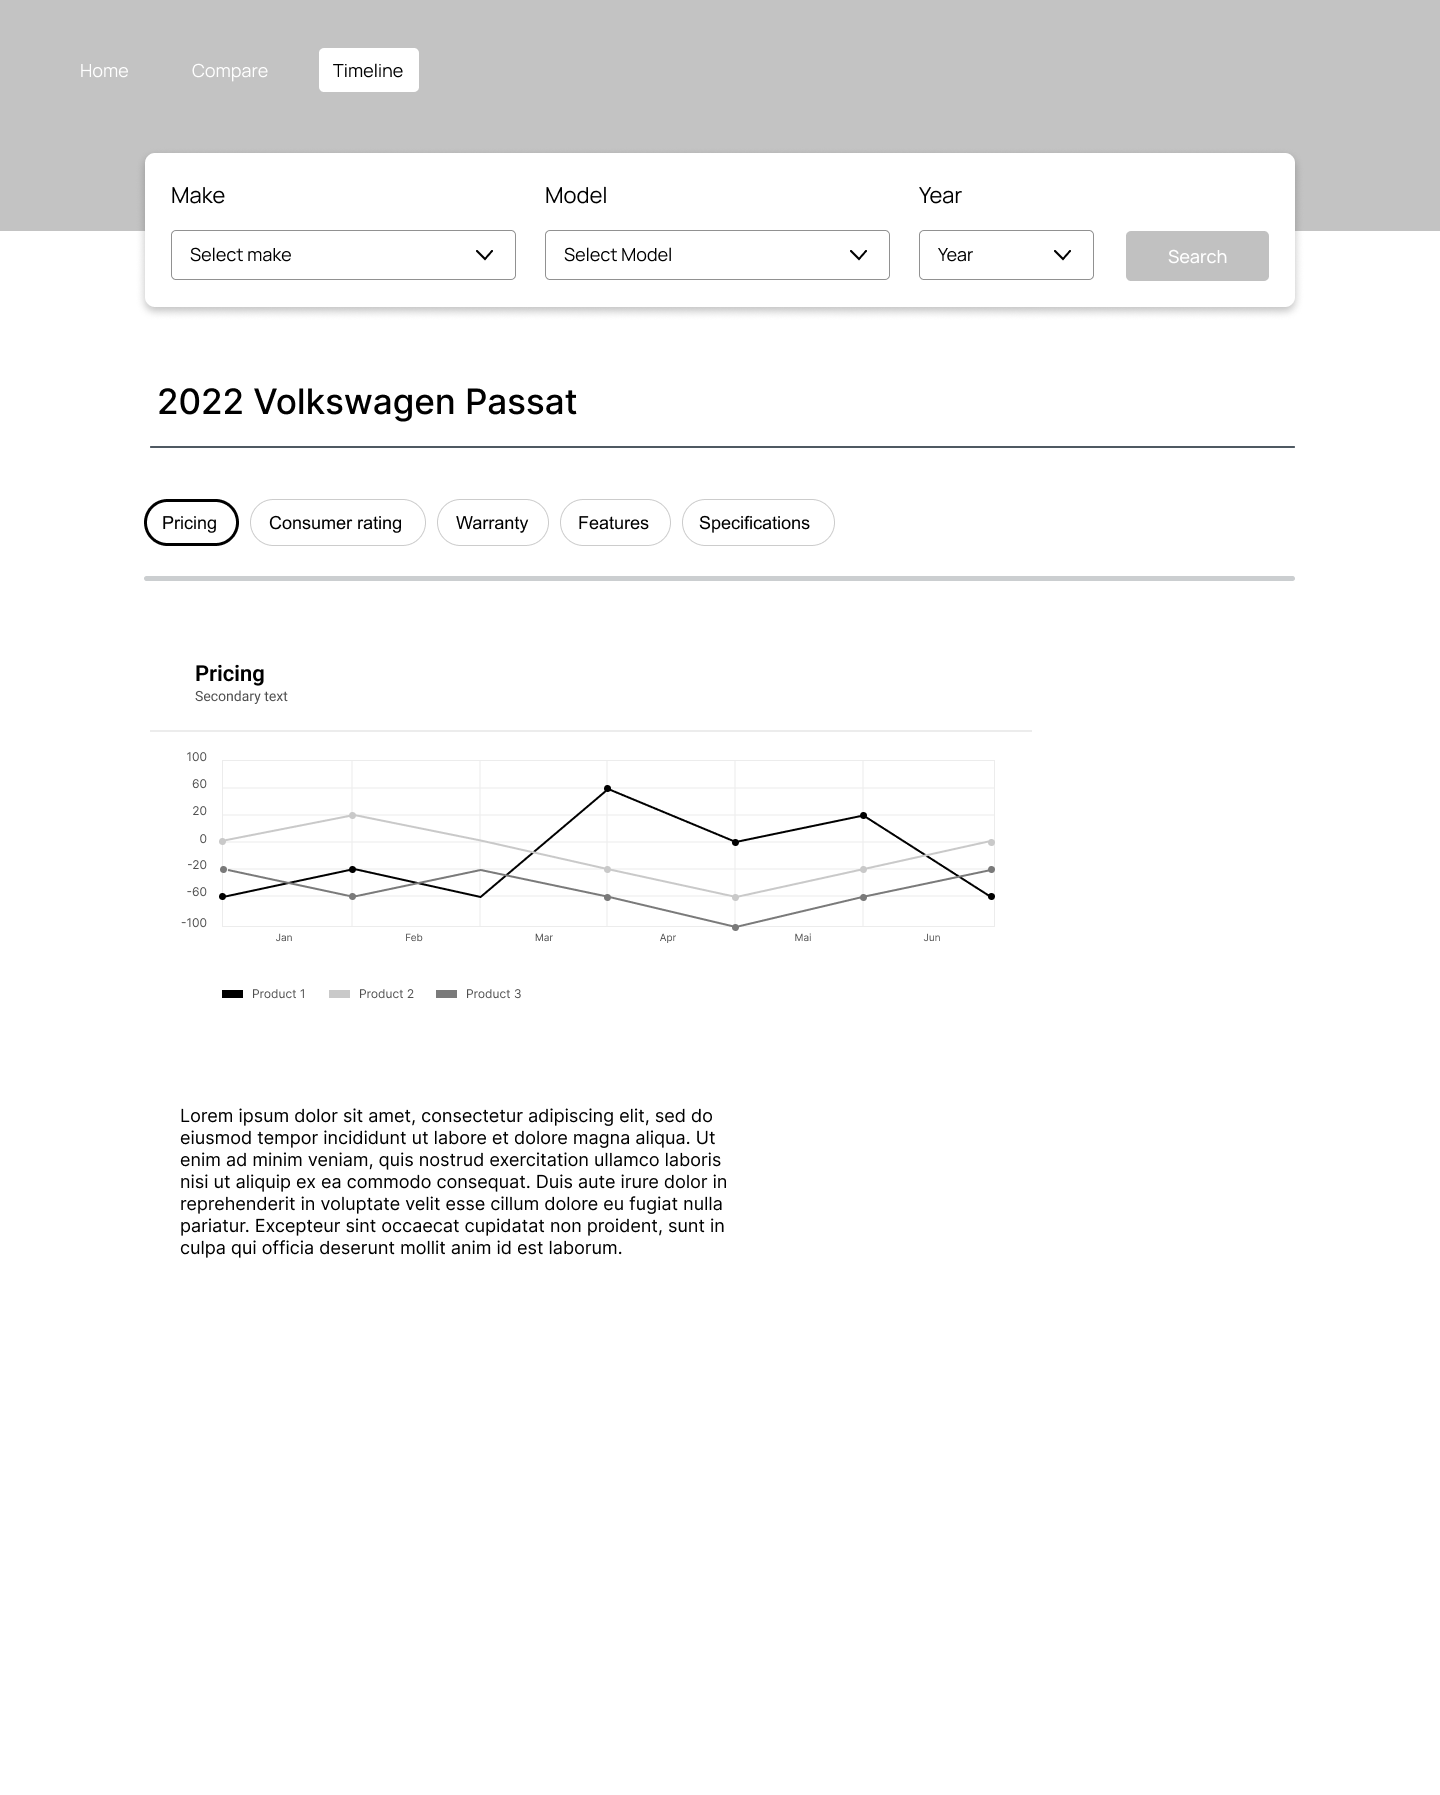 Home Compare Timeline
Make Model Year
Select make Select Model Year Search
2022 Volkswagen Passat
Pricing Consumer rating Warranty Features Specifications
Pricing
Secondary text
100
60
20
0
-20
-60
-100
Jan Feb Mar Apr Mai Jun
Product 1 Product 2 Product 3
Lorem ipsum dolor sit amet, consectetur adipiscing elit, sed do
eiusmod tempor incididunt ut labore et dolore magna aliqua. Ut
enim ad minim veniam, quis nostrud exercitation ullamco laboris
nisi ut aliquip ex ea commodo consequat. Duis aute irure dolor in
reprehenderit in voluptate velit esse cillum dolore eu fugiat nulla
pariatur. Excepteur sint occaecat cupidatat non proident, sunt in
culpa qui officia deserunt mollit anim id est laborum.